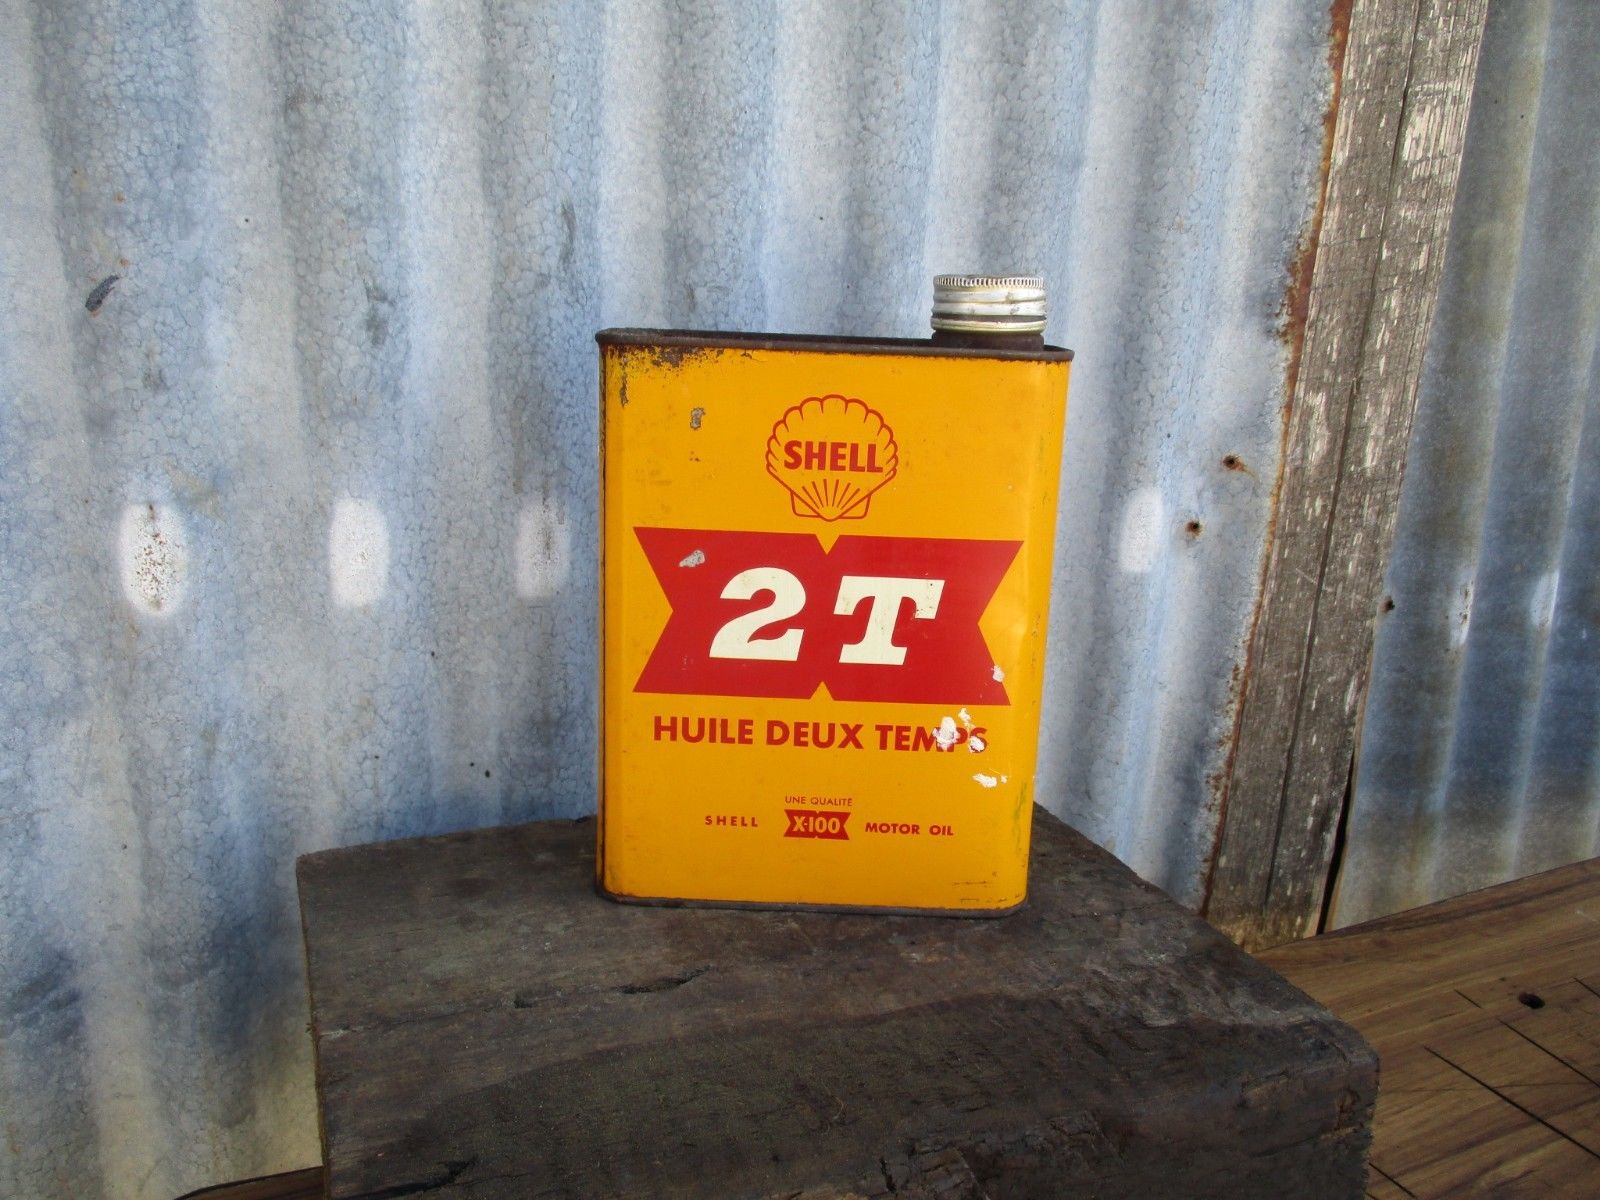 SHELL
2T
HUILE DEUX TEMPS
UNE QUALITÉ
SHELL X-100 MOTOR OIL